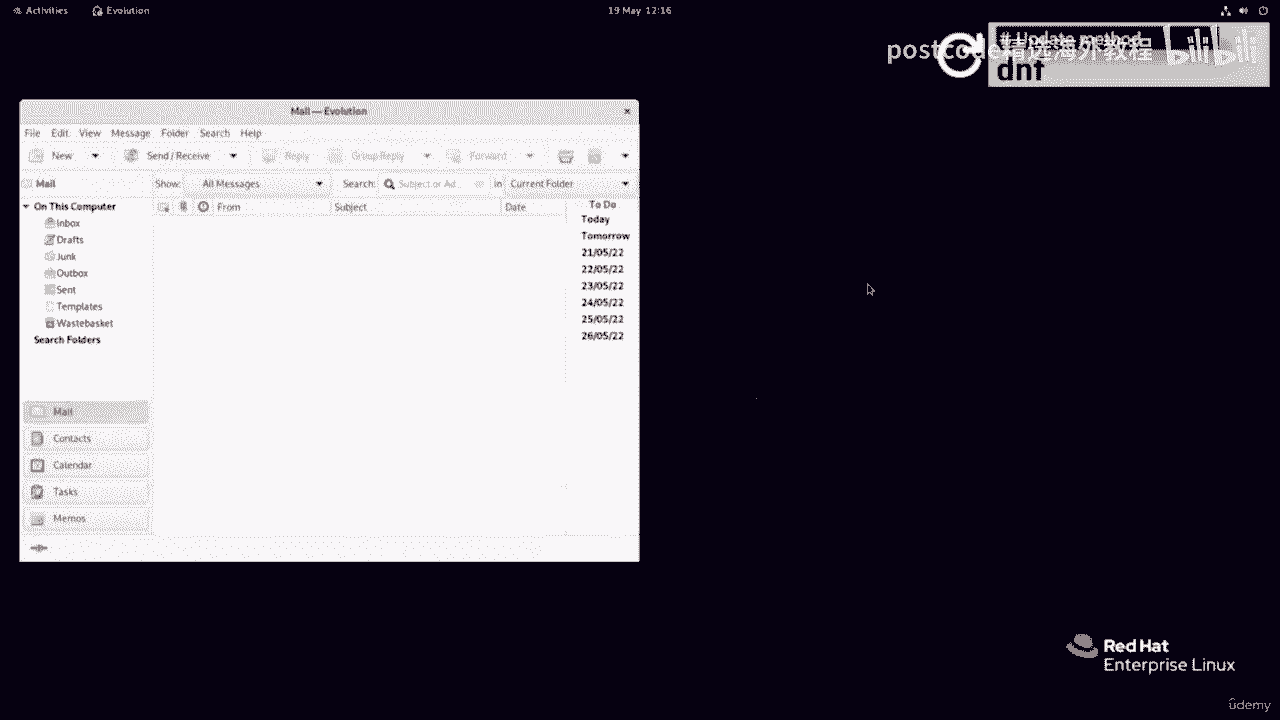 Activities Evolution 19 May 12:16
# Update method
postcode精选海外教程 bilibili
dnf
Mail — Evolution
File Edit View Message Folder Search Help
New Send / Receive Reply Group Reply Forward
Mail Show: All Messages Search: Subject or Ad... in Current Folder
On This Computer From Subject Date To Do
Inbox Today
Drafts Tomorrow
Junk 21/05/22
Outbox 22/05/22
Sent 23/05/22
Templates 24/05/22
Wastebasket 25/05/22
Search Folders 26/05/22
Mail
Contacts
Calendar
Tasks
Memos
Red Hat
Enterprise Linux
ûdemy